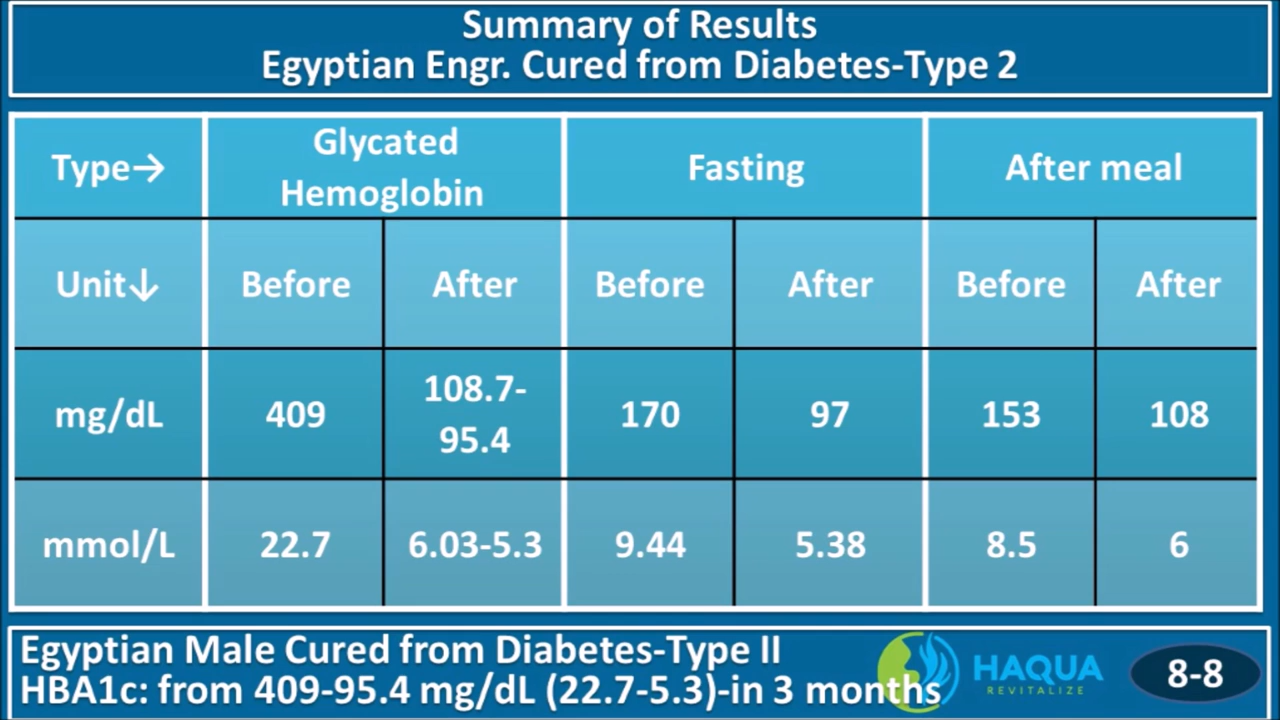 Summary of Results
Egyptian Engr. Cured from Diabetes-Type 2
Type→ Glycated Hemoglobin Fasting After meal
Unit↓ Before After Before After Before After
mg/dL 409 108.7-95.4 170 97 153 108
mmol/L 22.7 6.03-5.3 9.44 5.38 8.5 6
Egyptian Male Cured from Diabetes-Type II
HBA1c: from 409-95.4 mg/dL (22.7-5.3)-in 3 months
HAQUA
REVITALIZE
8-8